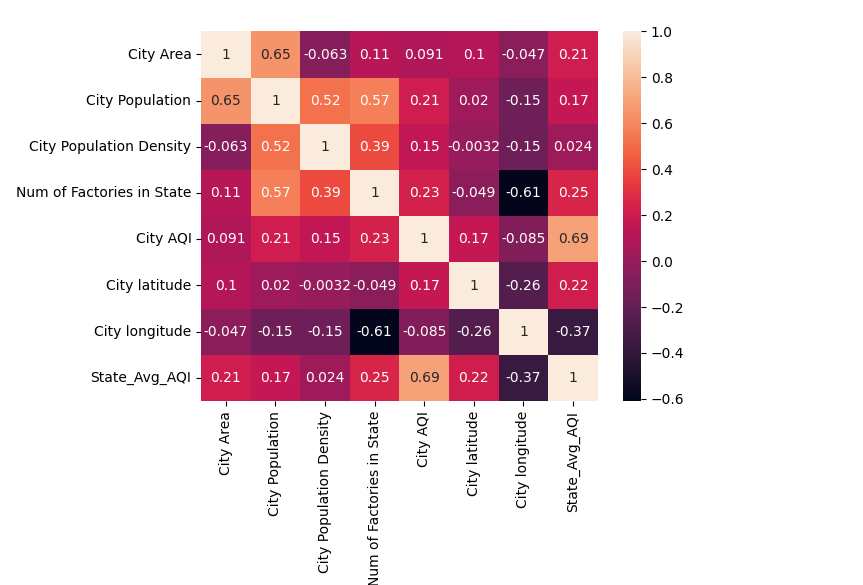 City Area 1 0.65 -0.063 0.11 0.091 0.1 -0.047 0.21
City Population 0.65 1 0.52 0.57 0.21 0.02 -0.15 0.17
City Population Density -0.063 0.52 1 0.39 0.15 -0.0032 -0.15 0.024
Num of Factories in State 0.11 0.57 0.39 1 0.23 -0.049 -0.61 0.25
City AQI 0.091 0.21 0.15 0.23 1 0.17 -0.085 0.69
City latitude 0.1 0.02 -0.0032 -0.049 0.17 1 -0.26 0.22
City longitude -0.047 -0.15 -0.15 -0.61 -0.085 -0.26 1 -0.37
State_Avg_AQI 0.21 0.17 0.024 0.25 0.69 0.22 -0.37 1
City Area
City Population
City Population Density
Num of Factories in State
City AQI
City latitude
City longitude
State_Avg_AQI
1.0
0.8
0.6
0.4
0.2
0.0
−0.2
−0.4
−0.6